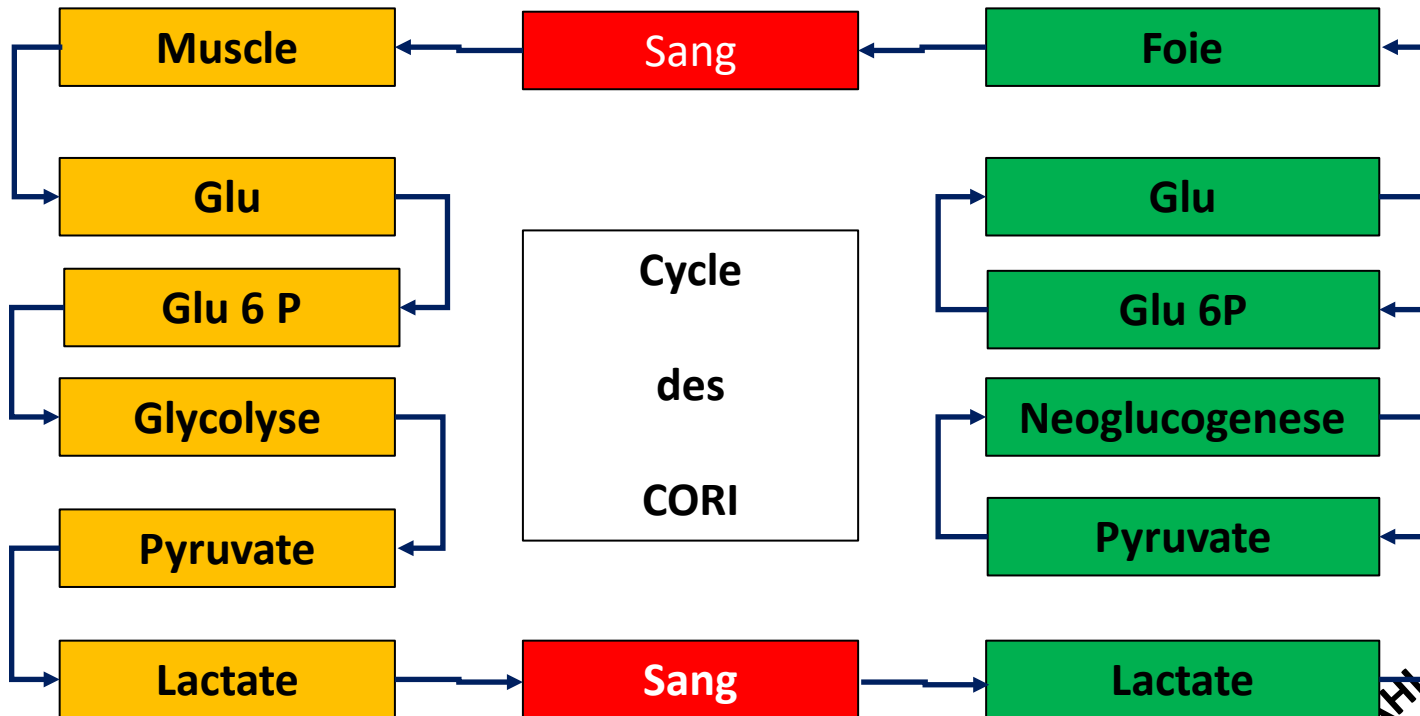 Muscle
Sang
Foie
Glu
Glu
Cycle
Glu 6 P
Glu 6P
des
Glycolyse
Neoglucogenese
CORI
Pyruvate
Pyruvate
Lactate
Sang
Lactate